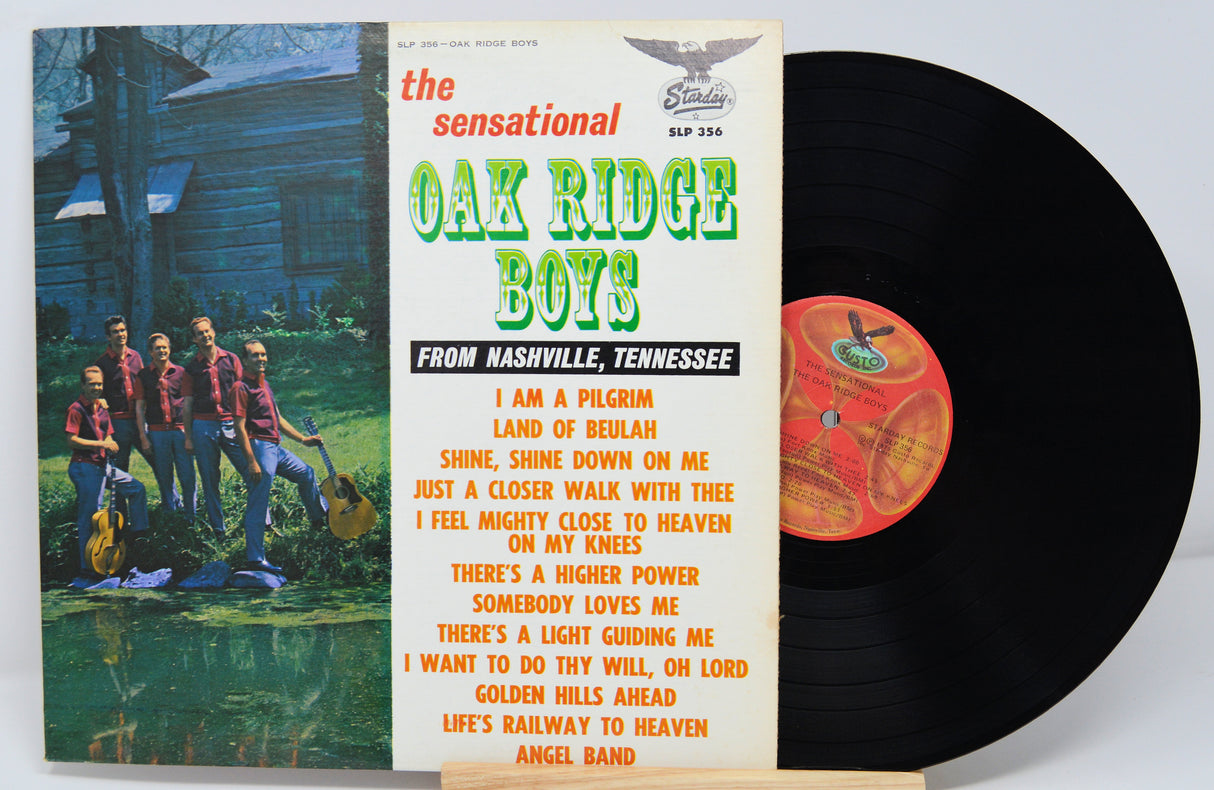 SLP 356 — OAK RIDGE BOYS
Starday
SLP 356
the
sensational
OAK RIDGE
BOYS
FROM NASHVILLE, TENNESSEE
I AM A PILGRIM
LAND OF BEULAH
SHINE, SHINE DOWN ON ME
JUST A CLOSER WALK WITH THEE
I FEEL MIGHTY CLOSE TO HEAVEN
ON MY KNEES
THERE'S A HIGHER POWER
SOMEBODY LOVES ME
THERE'S A LIGHT GUIDING ME
I WANT TO DO THY WILL, OH LORD
GOLDEN HILLS AHEAD
LIFE'S RAILWAY TO HEAVEN
ANGEL BAND
GUSTO
THE SENSATIONAL
THE OAK RIDGE BOYS
STARDAY RECORDS
SLP 356